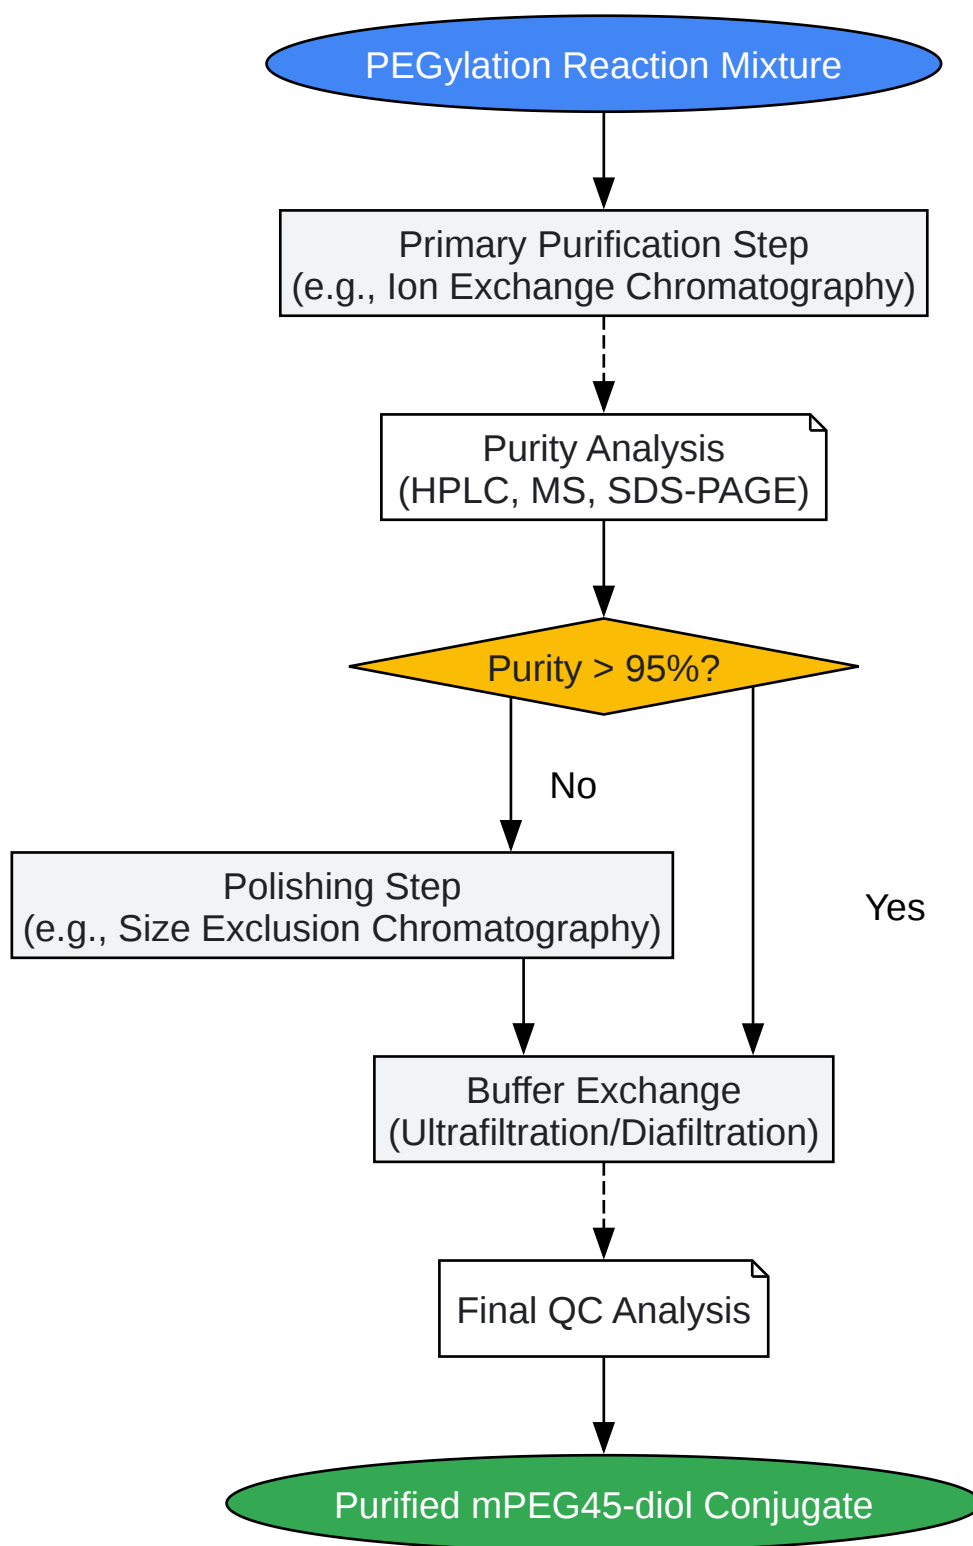 PEGylation Reaction Mixture
Primary Purification Step
(e.g., Ion Exchange Chromatography)
Purity Analysis
(HPLC, MS, SDS-PAGE)
Purity > 95%?
No
Polishing Step
(e.g., Size Exclusion Chromatography)
Yes
Buffer Exchange
(Ultrafiltration/Diafiltration)
Final QC Analysis
Purified mPEG45-diol Conjugate